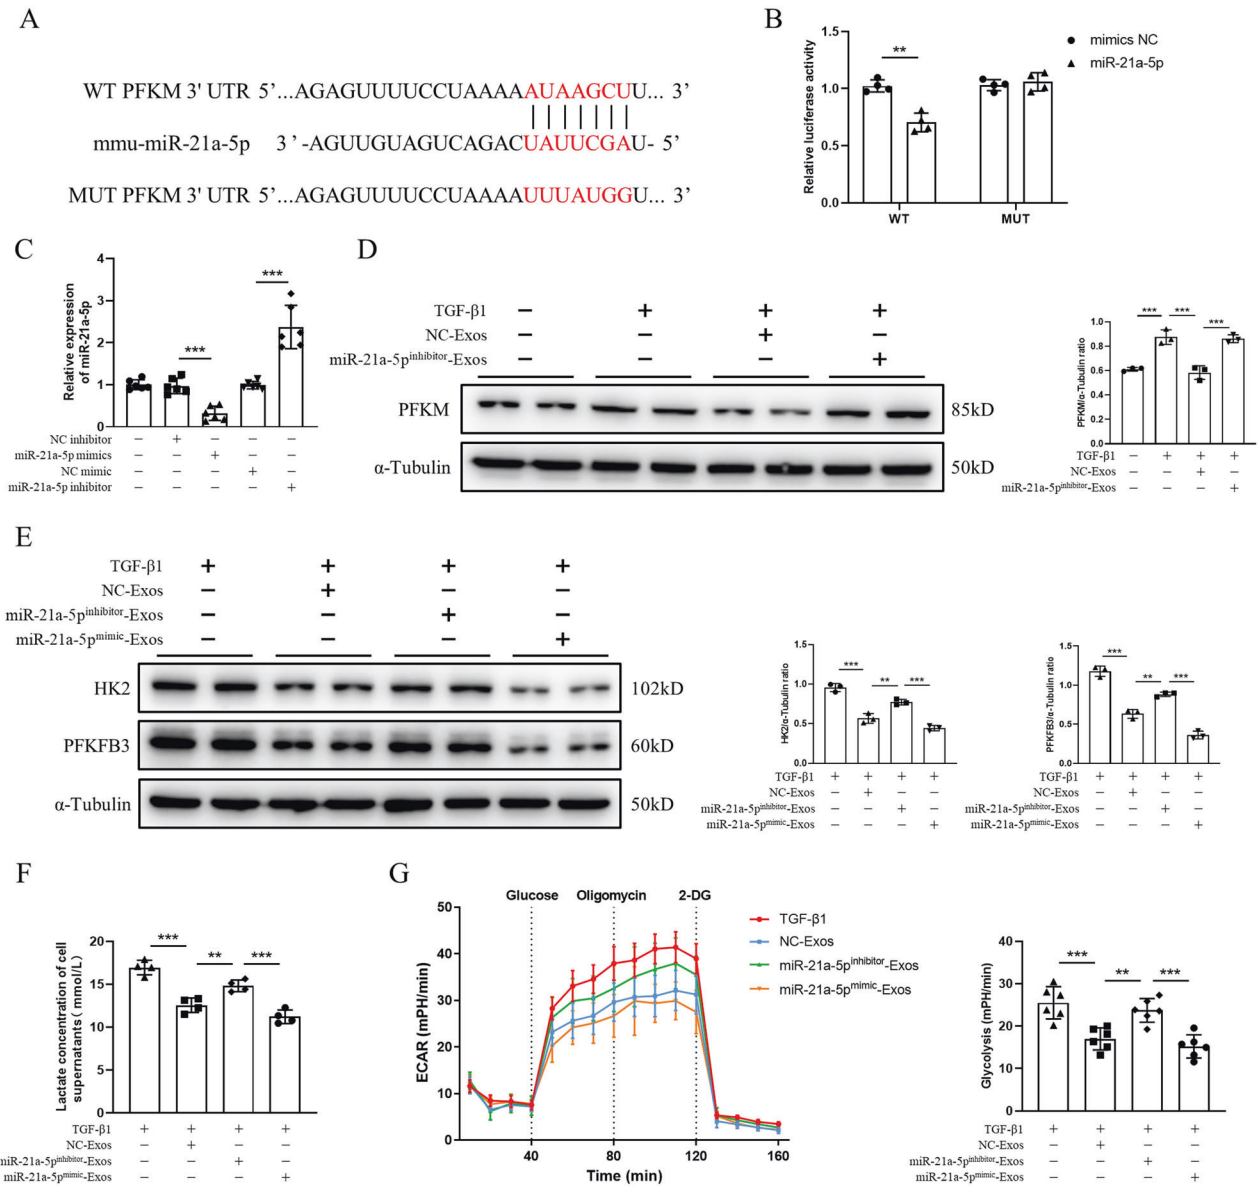 A
WT PFKM 3' UTR 5'...AGAGUUUUCCUAAAAAUAAGCUU... 3'
mmu-miR-21a-5p 3'-AGUUGUAGUCAGACUAUUCGAU- 5'
MUT PFKM 3' UTR 5'...AGAGUUUUCCUAAAAUUUAUGGU... 3'
B
Relative luciferase activity
1.5
1.0
0.5
0.0
**
WT
MUT
mimics NC
miR-21a-5p
C
Relative expression
of miR-21a-5p
4
3
2
1
0
***
***
NC inhibitor − + − − −
miR-21a-5p mimics − − + − −
NC mimic − − − + −
miR-21a-5p inhibitor − − − − +
D
TGF-β1 − + + +
NC-Exos − − + −
miR-21a-5pinhibitor-Exos − − − +
PFKM 85kD
α-Tubulin 50kD
PFKM/α-Tubulin ratio
1.0
0.8
0.6
0.4
0.2
0.0
*** *** ***
TGF-β1 − + + +
NC-Exos − − + −
miR-21a-5pinhibitor-Exos − − − +
E
TGF-β1 + + + +
NC-Exos − + − −
miR-21a-5pinhibitor-Exos − − + −
miR-21a-5pmimic-Exos − − − +
HK2 102kD
PFKFB3 60kD
α-Tubulin 50kD
HK2/α-Tubulin ratio
1.5
1.0
0.5
0.0
*** ** ***
TGF-β1 + + + +
NC-Exos − + − −
miR-21a-5pinhibitor-Exos − − + −
miR-21a-5pmimic-Exos − − − +
PFKFB3/α-Tubulin ratio
1.5
1.0
0.5
0.0
*** ** ***
TGF-β1 + + + +
NC-Exos − + − −
miR-21a-5pinhibitor-Exos − − + −
miR-21a-5pmimic-Exos − − − +
F
Lactate concentration of cell
supernatants ( mmol/L)
20
15
10
5
0
*** ** ***
TGF-β1 + + + +
NC-Exos − + − −
miR-21a-5pinhibitor-Exos − − + −
miR-21a-5pmimic-Exos − − − +
G
Glucose Oligomycin 2-DG
ECAR (mPH/min)
50
40
30
20
10
0
40 80 120 160
Time (min)
TGF-β1
NC-Exos
miR-21a-5pinhibitor-Exos
miR-21a-5pmimic-Exos
Glycolysis (mPH/min)
40
30
20
10
0
*** ** ***
TGF-β1 + + + +
NC-Exos − + − −
miR-21a-5pinhibitor-Exos − − + −
miR-21a-5pmimic-Exos − − − +